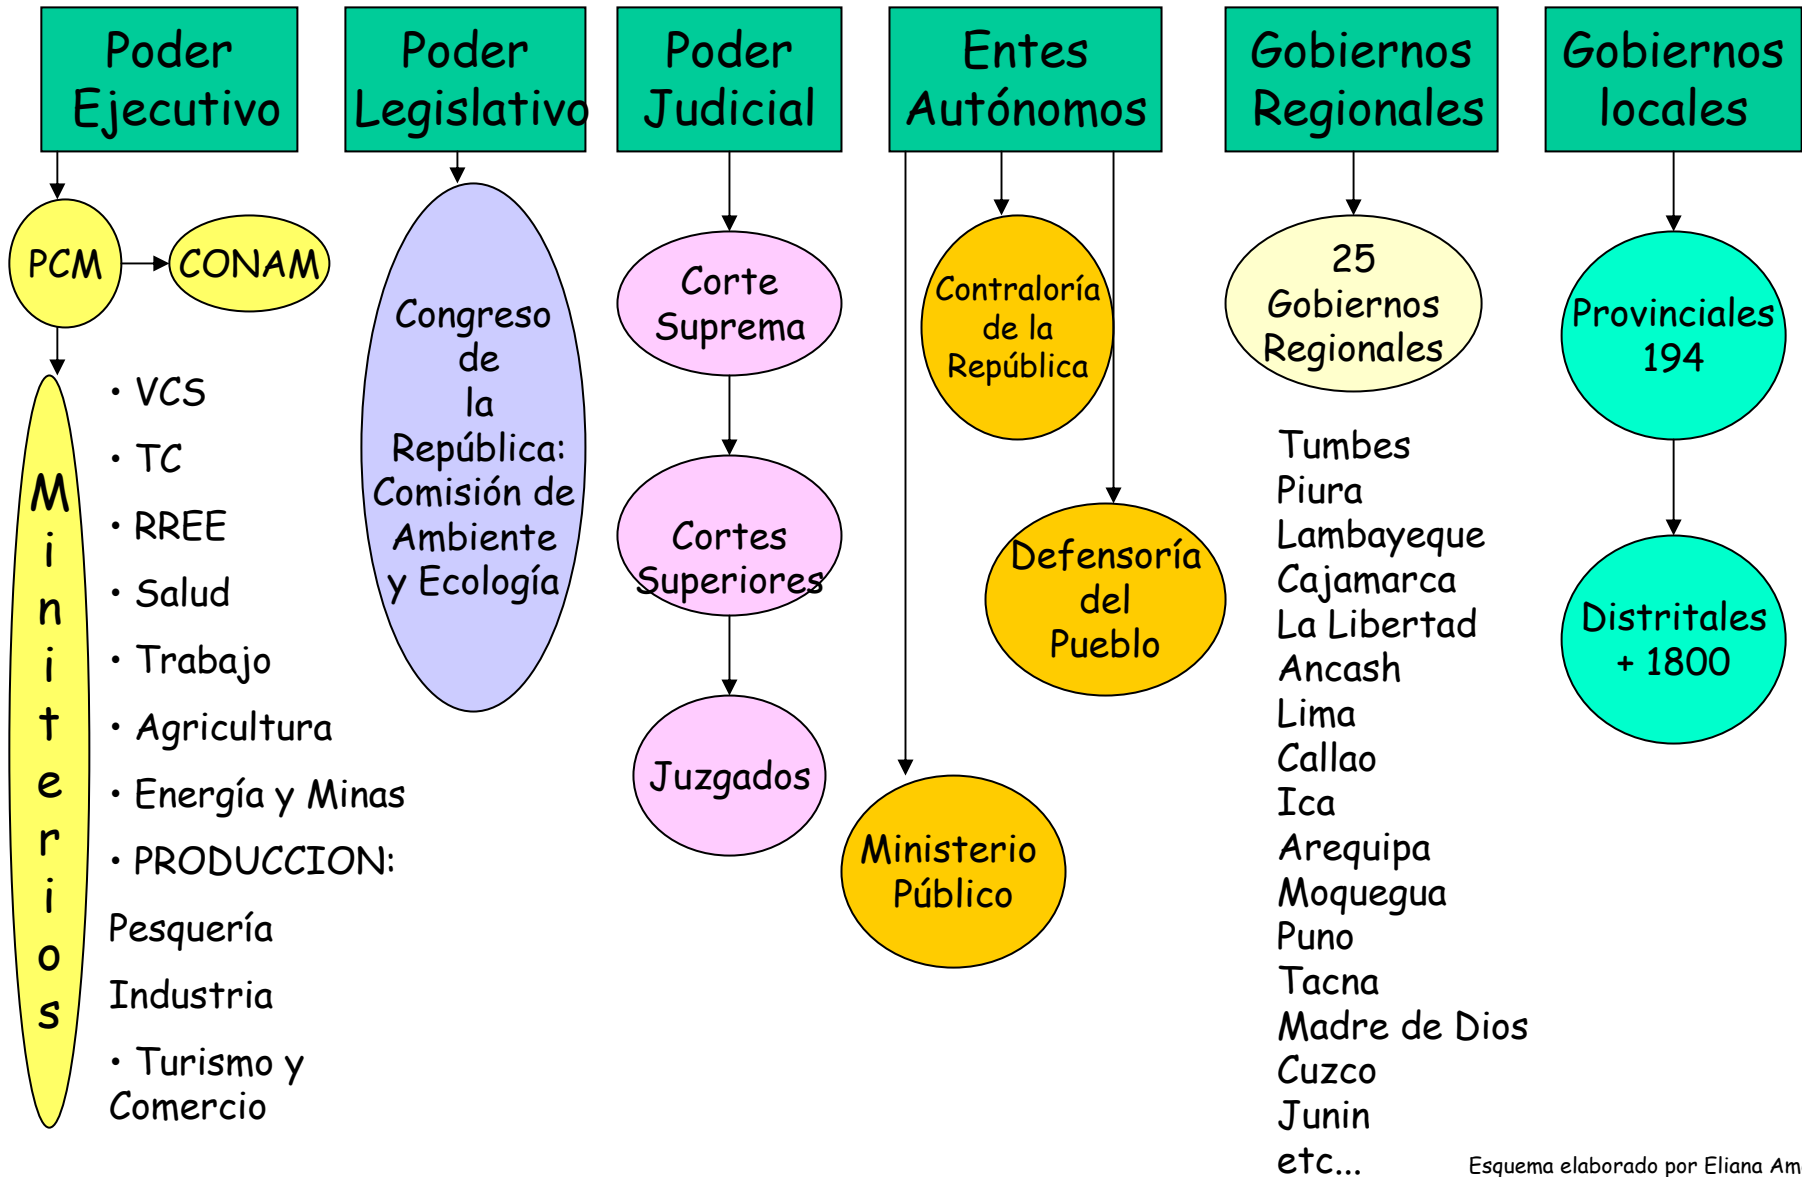 Poder
Ejecutivo
PCM
CONAM
Miniterios
• VCS
• TC
• RREE
• Salud
• Trabajo
• Agricultura
• Energía y Minas
• PRODUCCION:
Pesquería
Industria
• Turismo y
Comercio
Poder
Legislativo
Congreso
de
la
República:
Comisión de
Ambiente
y Ecología
Poder
Judicial
Corte
Suprema
Cortes
Superiores
Juzgados
Entes
Autónomos
Contraloría
de la
República
Defensoría
del
Pueblo
Ministerio
Público
Gobiernos
Regionales
25
Gobiernos
Regionales
Tumbes
Piura
Lambayeque
Cajamarca
La Libertad
Ancash
Lima
Callao
Ica
Arequipa
Moquegua
Puno
Tacna
Madre de Dios
Cuzco
Junin
etc...
Gobiernos
locales
Provinciales
194
Distritales
+ 1800
Esquema elaborado por Eliana Am